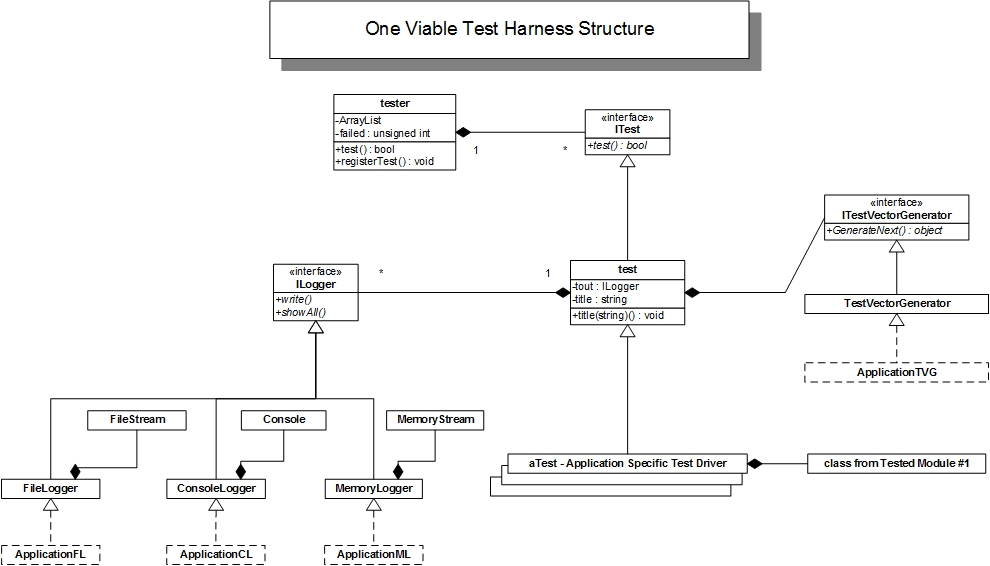 One Viable Test Harness Structure
tester
-ArrayList
-failed : unsigned int
+test() : bool
+registerTest() : void
1
*
«interface»
ITest
+test() : bool
«interface»
ITestVectorGenerator
+GenerateNext() : object
«interface»
ILogger
+write()
+showAll()
*
1
test
-tout : ILogger
-title : string
+title(string)() : void
TestVectorGenerator
ApplicationTVG
FileStream
Console
MemoryStream
aTest - Application Specific Test Driver
class from Tested Module #1
FileLogger
ConsoleLogger
MemoryLogger
ApplicationFL
ApplicationCL
ApplicationML